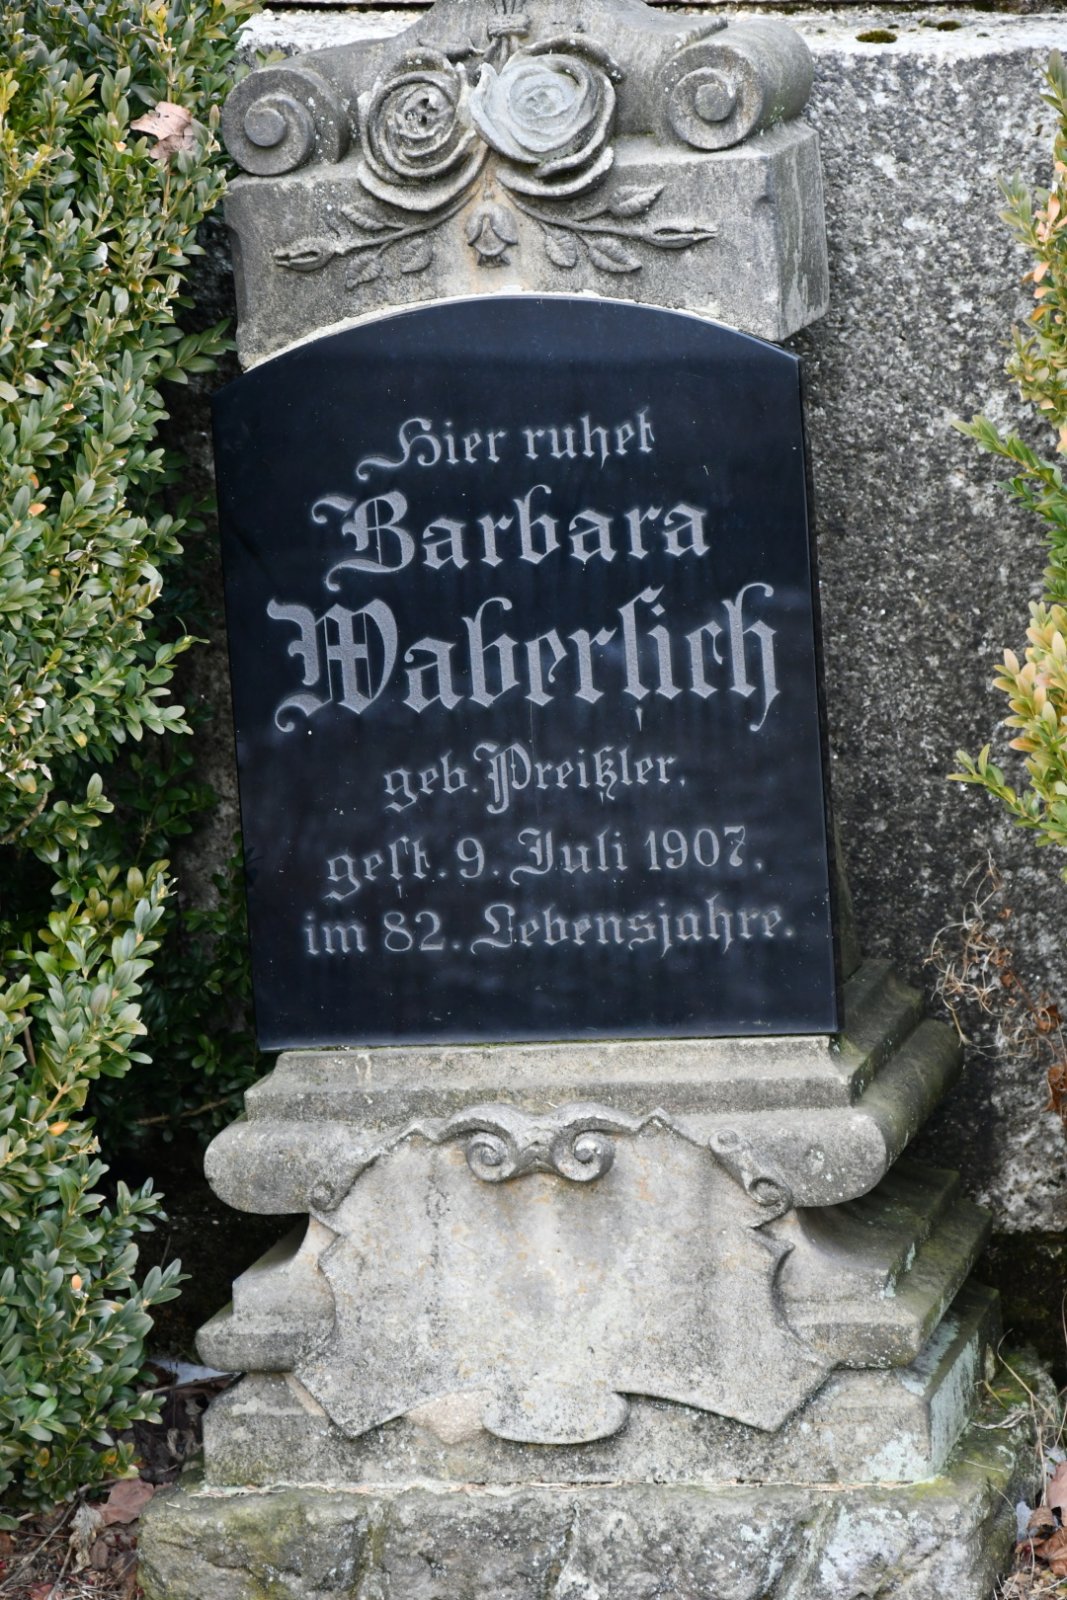 Hier ruhet
Barbara
Waberſich
geb. Preißler,
geſt. 9. Juli 1907,
im 82. Lebensjahre.